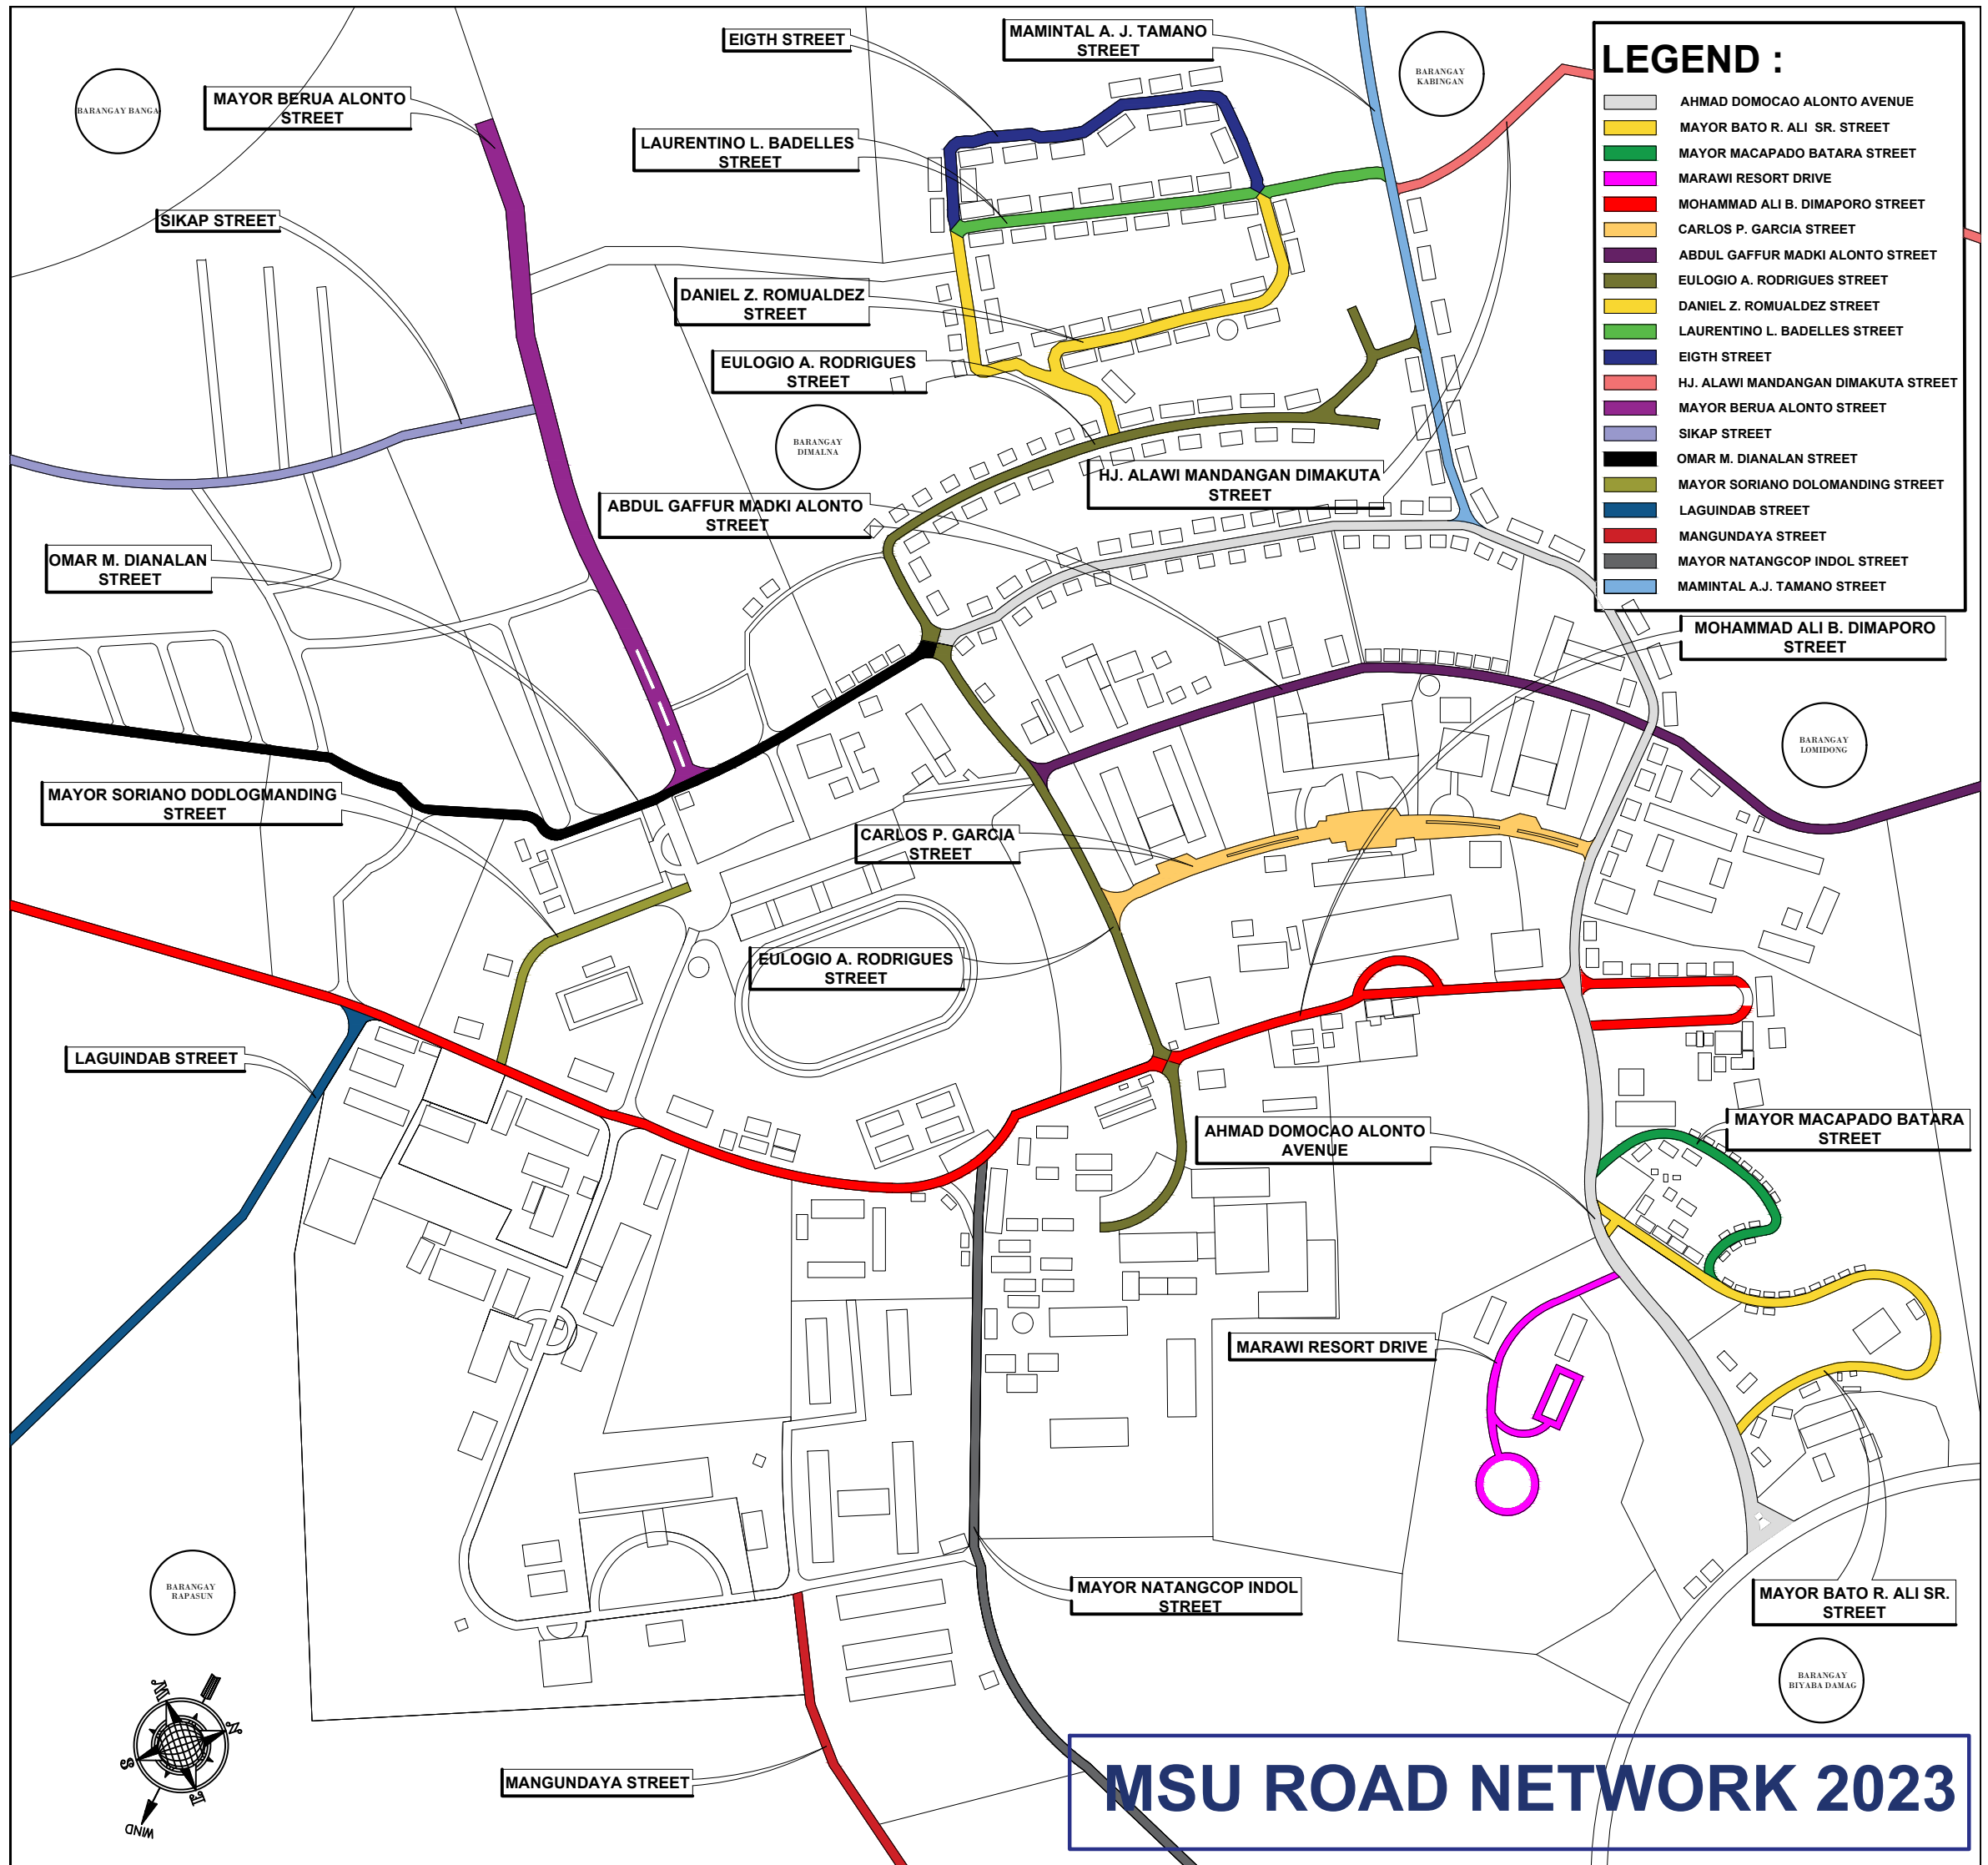 EIGTH STREET
MAMINTAL A. J. TAMANO
STREET
BARANGAY
KABINGAN
BARANGAY BANGA
MAYOR BERUA ALONTO
STREET
LAURENTINO L. BADELLES
STREET
SIKAP STREET
DANIEL Z. ROMUALDEZ
STREET
EULOGIO A. RODRIGUES
STREET
BARANGAY
DIMALNA
HJ. ALAWI MANDANGAN DIMAKUTA
STREET
ABDUL GAFFUR MADKI ALONTO
STREET
OMAR M. DIANALAN
STREET
LEGEND :
AHMAD DOMOCAO ALONTO AVENUE
MAYOR BATO R. ALI SR. STREET
MAYOR MACAPADO BATARA STREET
MARAWI RESORT DRIVE
MOHAMMAD ALI B. DIMAPORO STREET
CARLOS P. GARCIA STREET
ABDUL GAFFUR MADKI ALONTO STREET
EULOGIO A. RODRIGUES STREET
DANIEL Z. ROMUALDEZ STREET
LAURENTINO L. BADELLES STREET
EIGTH STREET
HJ. ALAWI MANDANGAN DIMAKUTA STREET
MAYOR BERUA ALONTO STREET
SIKAP STREET
OMAR M. DIANALAN STREET
MAYOR SORIANO DOLOMANDING STREET
LAGUINDAB STREET
MANGUNDAYA STREET
MAYOR NATANGCOP INDOL STREET
MAMINTAL A.J. TAMANO STREET
MOHAMMAD ALI B. DIMAPORO
STREET
BARANGAY
LOMIDONG
MAYOR SORIANO DODLOGMANDING
STREET
CARLOS P. GARCIA
STREET
EULOGIO A. RODRIGUES
STREET
LAGUINDAB STREET
AHMAD DOMOCAO ALONTO
AVENUE
MAYOR MACAPADO BATARA
STREET
MARAWI RESORT DRIVE
BARANGAY
RAPASUN
MAYOR NATANGCOP INDOL
STREET
MAYOR BATO R. ALI SR.
STREET
BARANGAY
BIYABA DAMAG
W
N
S
E
WIND
MANGUNDAYA STREET
MSU ROAD NETWORK 2023